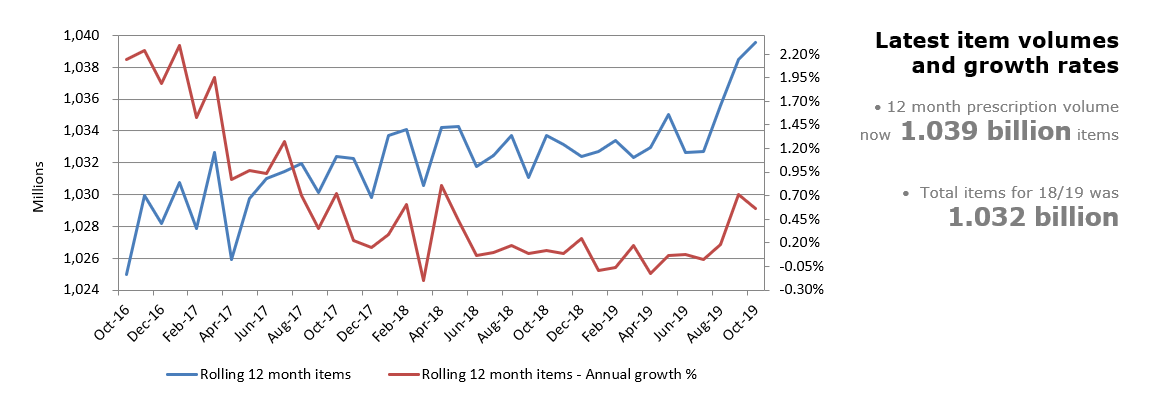 Latest item volumes
and growth rates
• 12 month prescription volume
now 1.039 billion items
• Total items for 18/19 was
1.032 billion
Millions
1,040
1,038
1,036
1,034
1,032
1,030
1,028
1,026
1,024
2.20%
1.95%
1.70%
1.45%
1.20%
0.95%
0.70%
0.45%
0.20%
-0.05%
-0.30%
Oct-16
Dec-16
Feb-17
Apr-17
Jun-17
Aug-17
Oct-17
Dec-17
Feb-18
Apr-18
Jun-18
Aug-18
Oct-18
Dec-18
Feb-19
Apr-19
Jun-19
Aug-19
Oct-19
Rolling 12 month items
Rolling 12 month items - Annual growth %